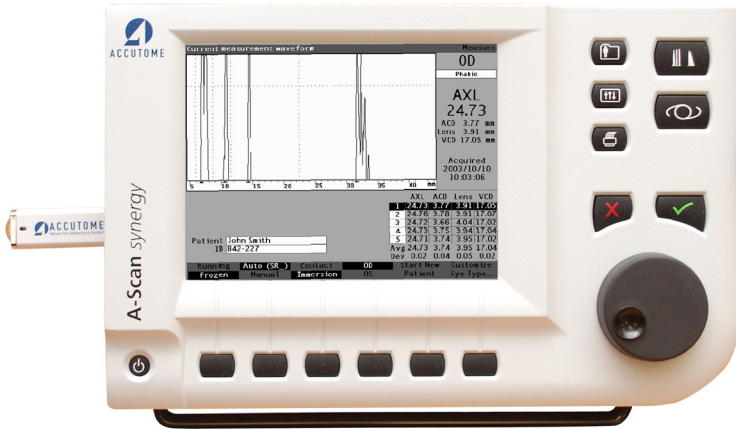 ACCUTOME
Current measurement waveform
Measure
OD
Phakic
AXL
24.73
ACD 3.77 mm
Lens 3.91 mm
VCD 17.05 mm
Acquired
2003/10/10
10:03:06
5 10 15 20 25 30 35 40 mm
AXL ACD Lens VCD
1 24.73 3.77 3.91 17.05
2 24.76 3.78 3.91 17.07
3 24.72 3.66 4.04 17.02
4 24.73 3.75 3.94 17.04
5 24.71 3.74 3.95 17.02
Avg 24.73 3.74 3.95 17.04
Dev 0.02 0.04 0.05 0.02
Patient John Smith
ID 842-227
Running Auto (SR_) Contact OD Start New Customize
Frozen Manual Immersion OS Patient Eye Type...
ACCUTOME
A-Scan synergy